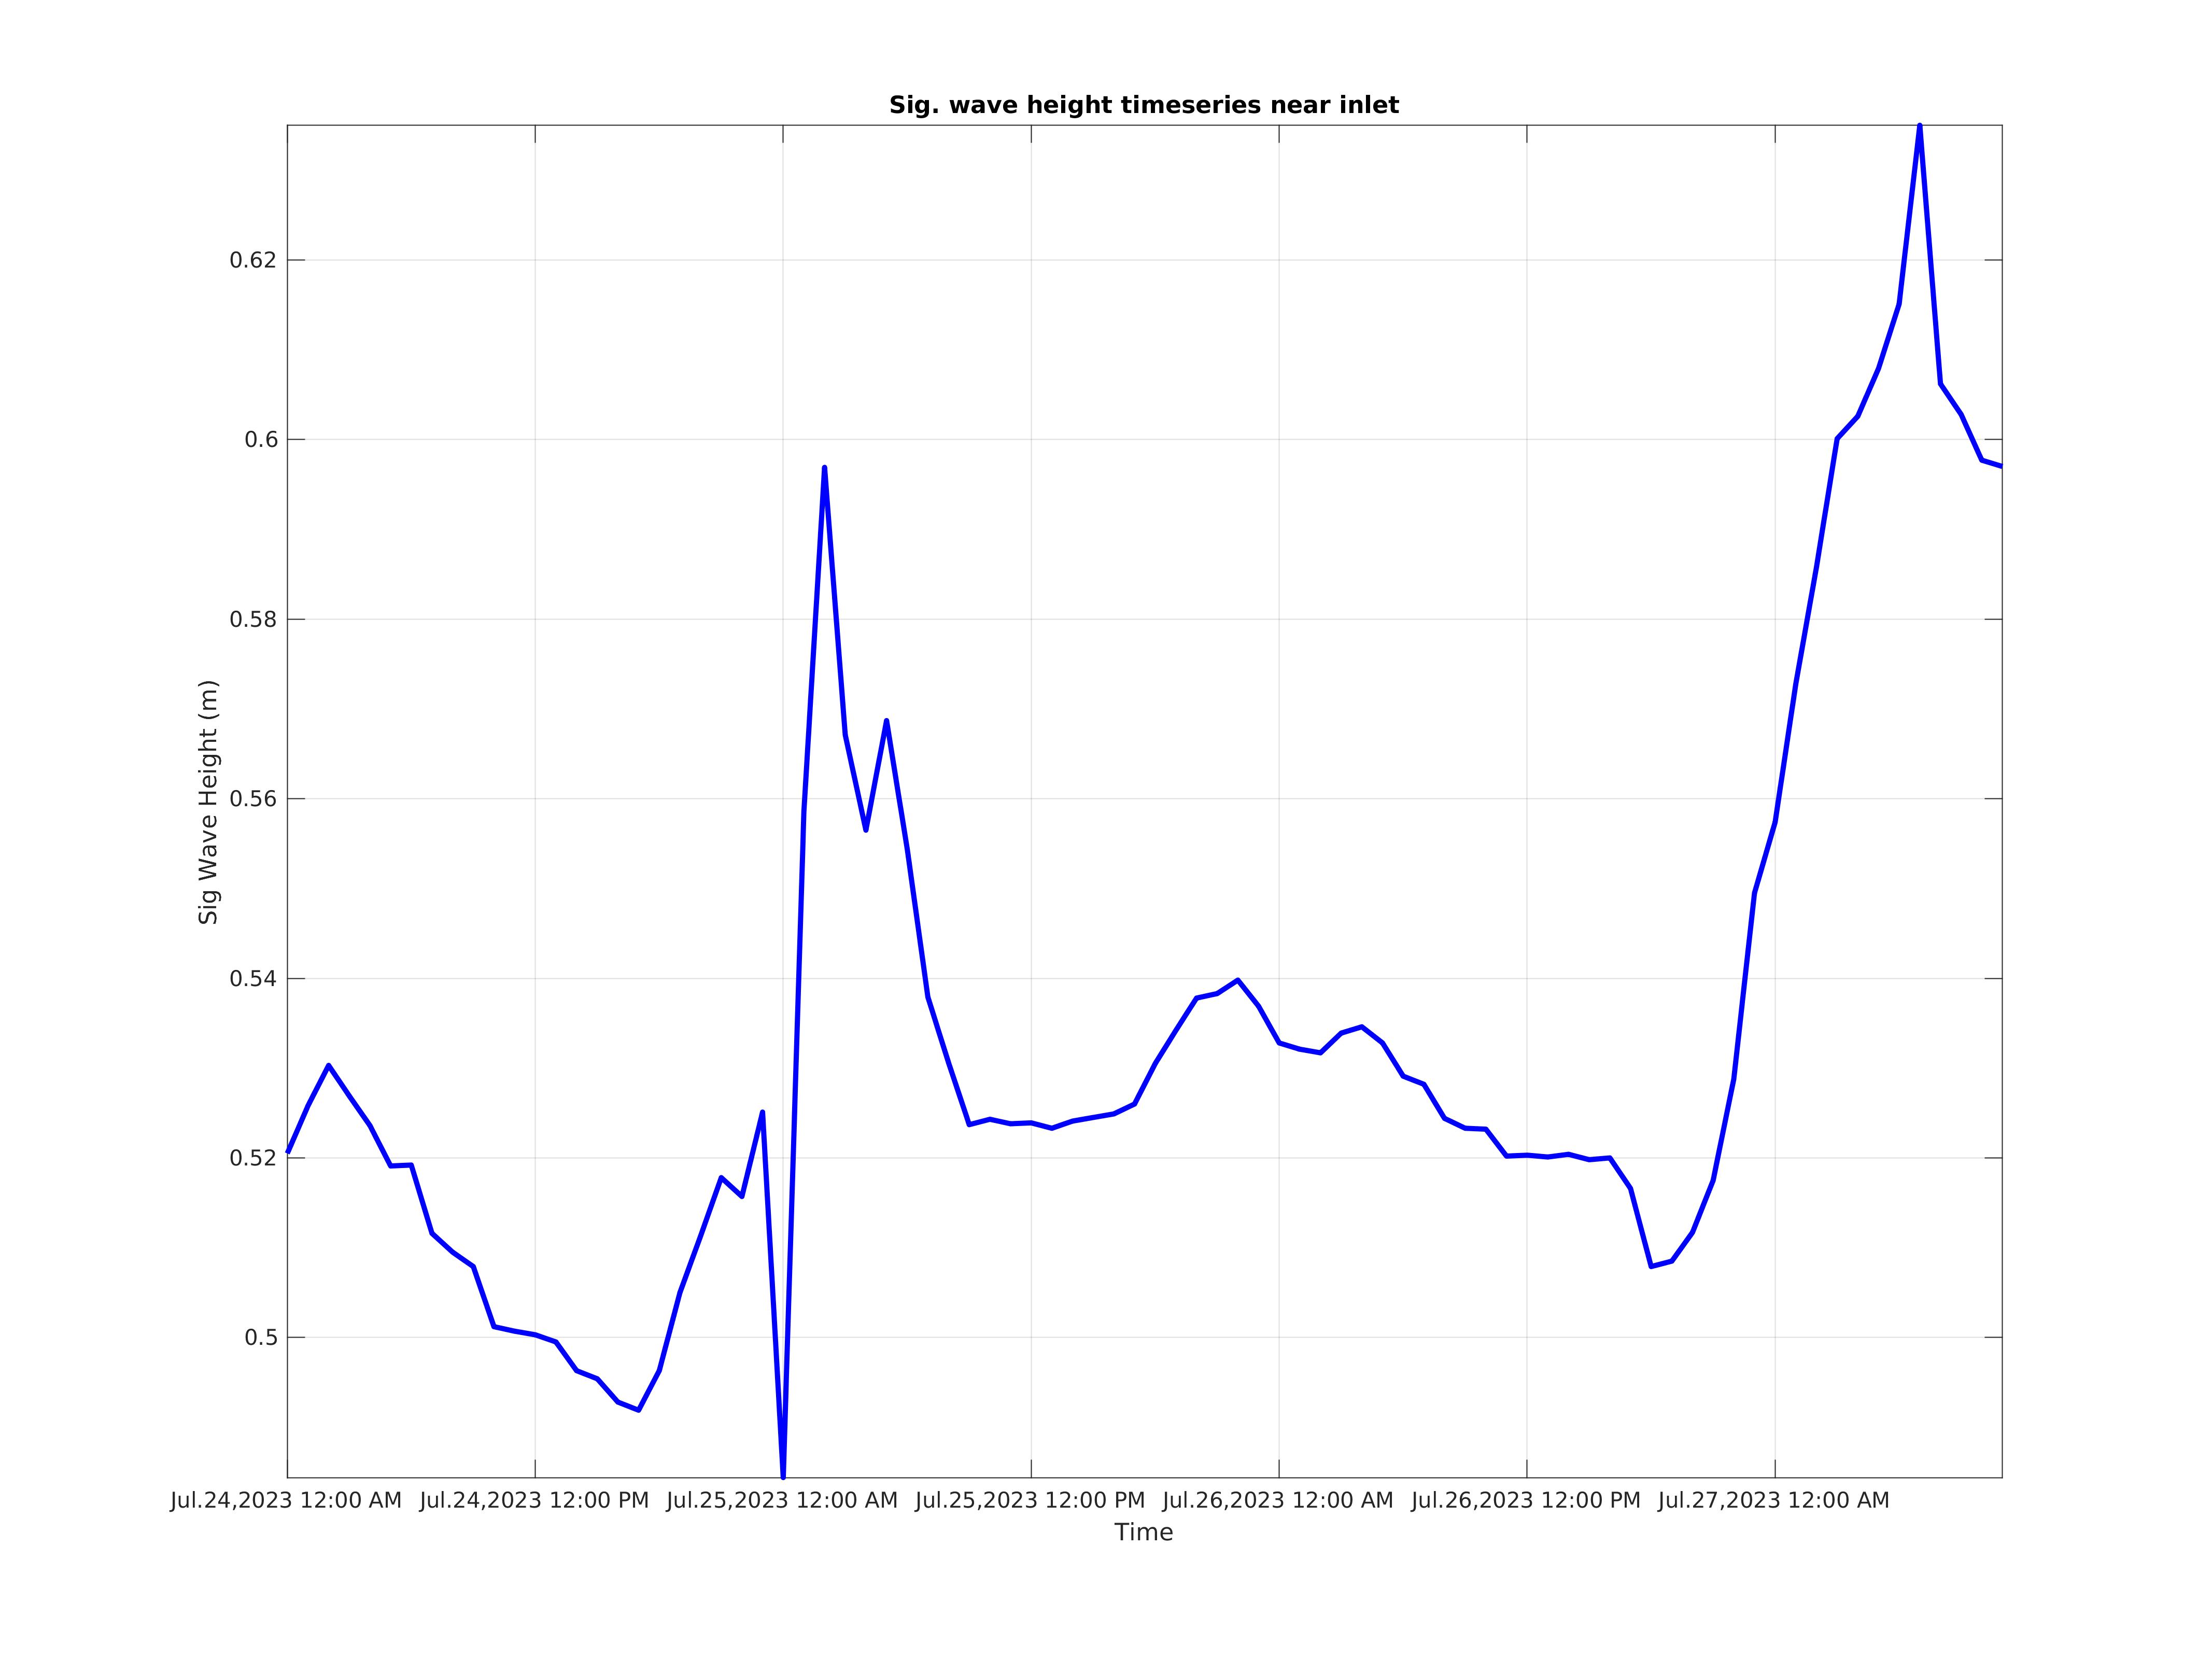 Sig. wave height timeseries near inlet
0.62
0.6
0.58
0.56
0.54
0.52
0.5
Sig Wave Height (m)
Jul.24,2023 12:00 AM Jul.24,2023 12:00 PM Jul.25,2023 12:00 AM Jul.25,2023 12:00 PM Jul.26,2023 12:00 AM Jul.26,2023 12:00 PM Jul.27,2023 12:00 AM
Time